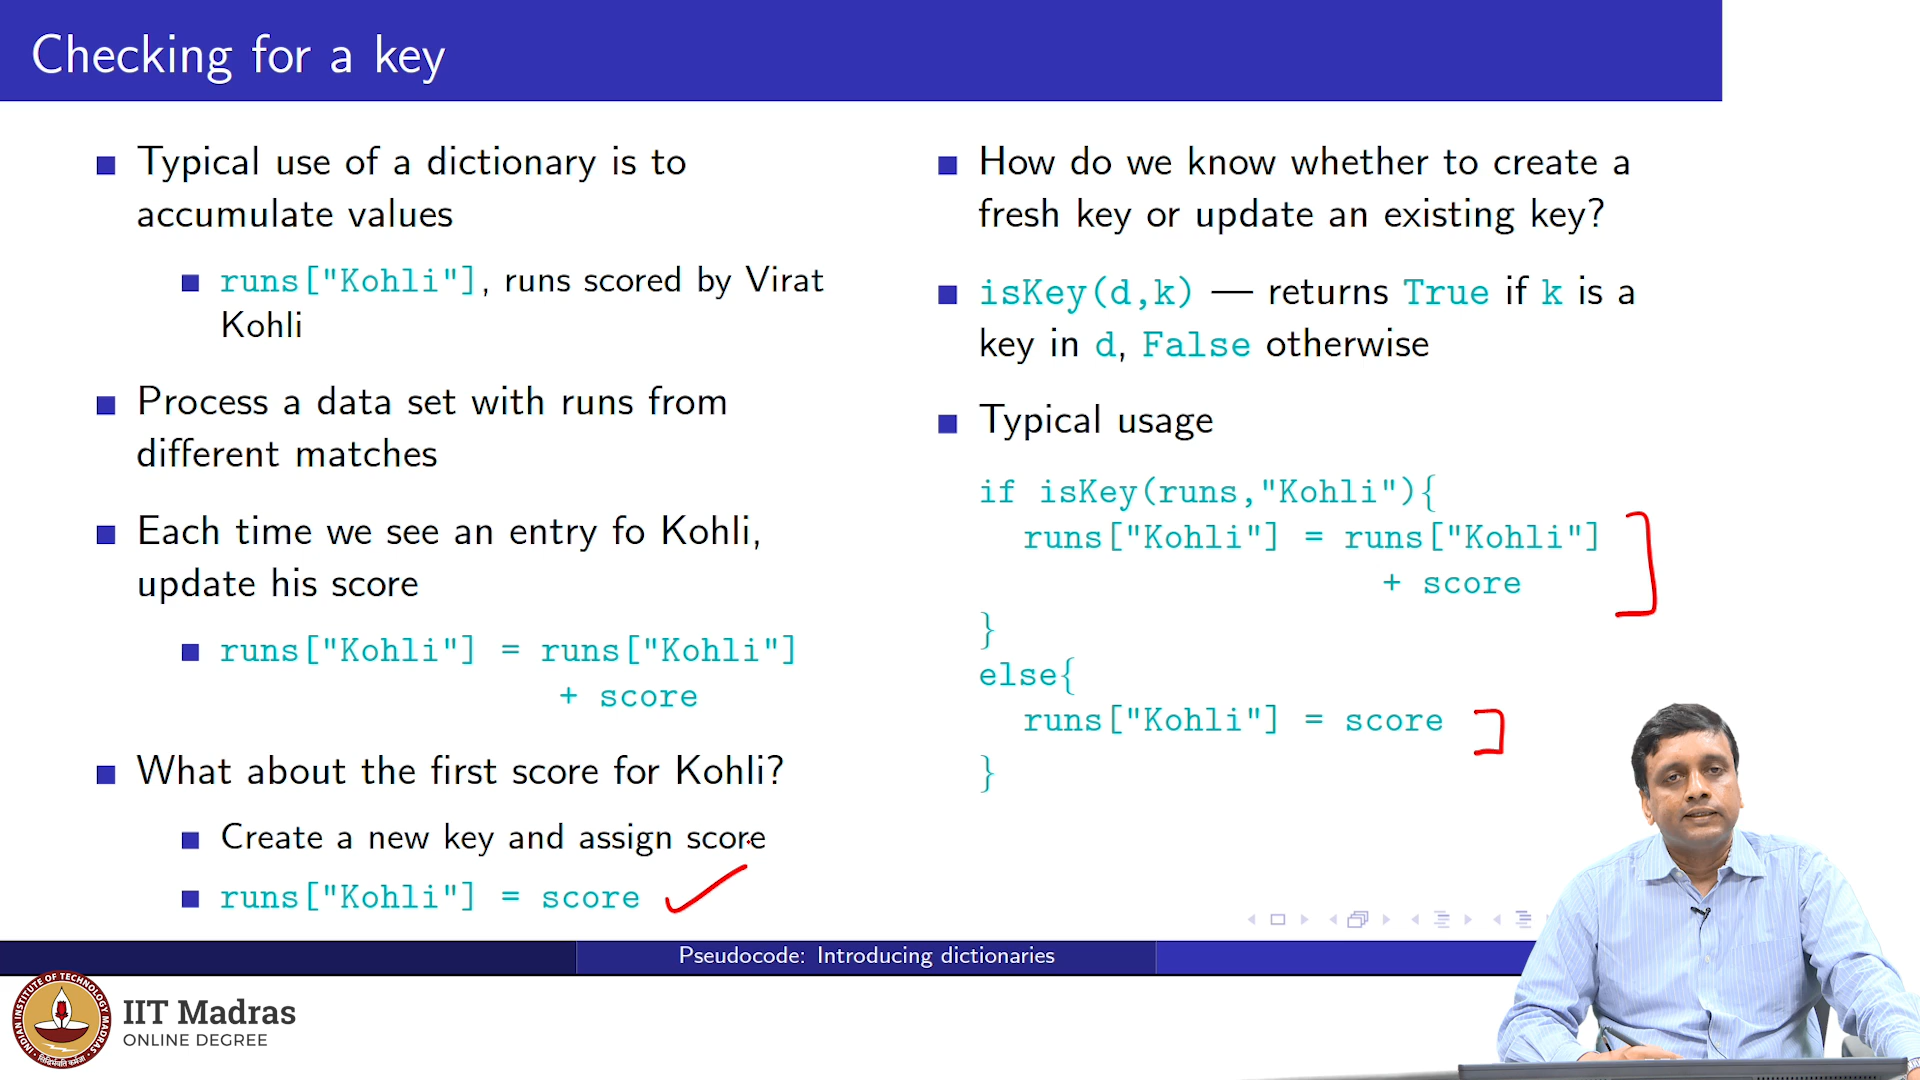 Checking for a key
Typical use of a dictionary is to
accumulate values
runs["Kohli"], runs scored by Virat
Kohli
Process a data set with runs from
different matches
Each time we see an entry fo Kohli,
update his score
runs["Kohli"] = runs["Kohli"]
+ score
What about the first score for Kohli?
Create a new key and assign score
runs["Kohli"] = score
How do we know whether to create a
fresh key or update an existing key?
isKey(d,k) — returns True if k is a
key in d, False otherwise
Typical usage
if isKey(runs,"Kohli"){
runs["Kohli"] = runs["Kohli"]
+ score
}
else{
runs["Kohli"] = score
}
Pseudocode: Introducing dictionaries
INDIAN INSTITUTE OF TECHNOLOGY MADRAS
IIT Madras
ONLINE DEGREE